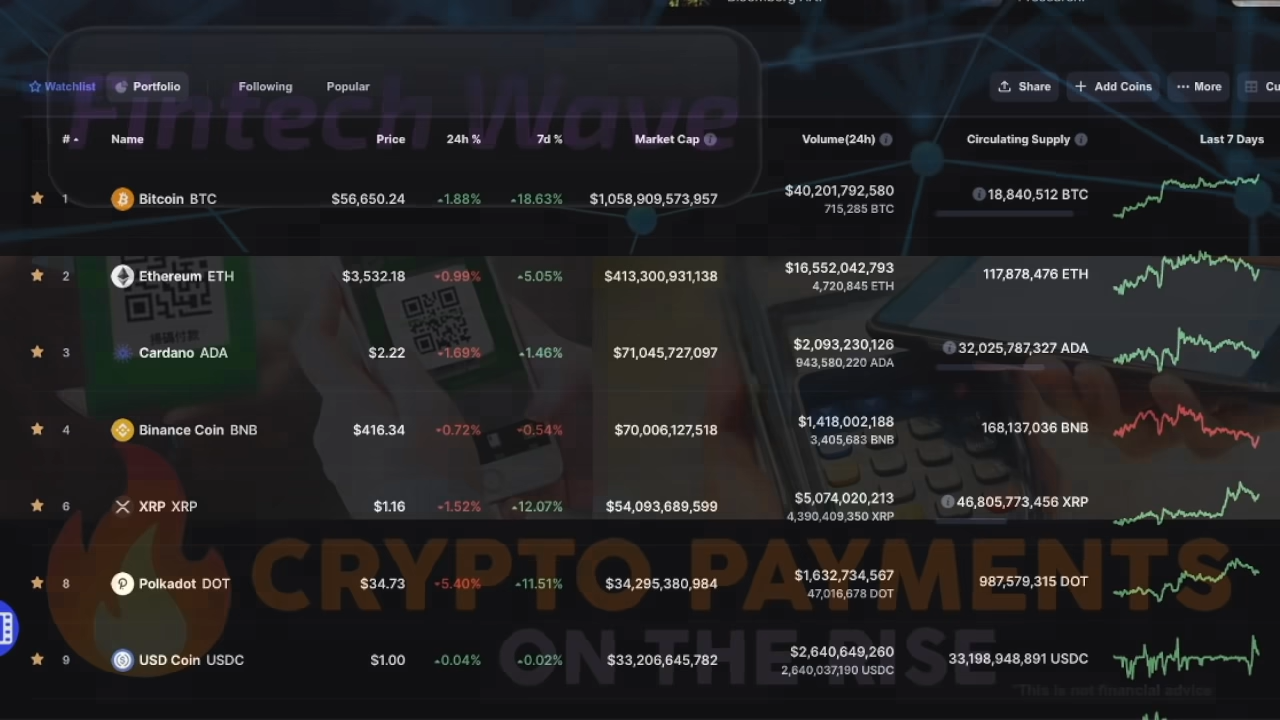 Fintech Wave
Watchlist Portfolio Following Popular Share Add Coins More
# Name Price 24h % 7d % Market Cap Volume(24h) Circulating Supply Last 7 Days
1 Bitcoin BTC $56,650.24 1.88% 18.63% $1,058,909,573,957 $40,201,792,580 18,840,512 BTC
715,285 BTC
2 Ethereum ETH $3,532.18 0.99% 5.05% $413,300,931,138 $16,552,042,793 117,878,476 ETH
4,720,845 ETH
3 Cardano ADA $2.22 1.69% 1.46% $71,045,727,097 $2,093,230,126 32,025,787,327 ADA
943,580,220 ADA
4 Binance Coin BNB $416.34 0.72% 0.54% $70,006,127,518 $1,418,002,188 168,137,036 BNB
3,405,683 BNB
6 XRP XRP $1.16 1.52% 12.07% $54,093,689,599 $5,074,020,213 46,805,773,456 XRP
4,390,409,350 XRP
8 Polkadot DOT $34.73 5.40% 11.51% $34,295,380,984 $1,632,734,567 987,579,315 DOT
47,016,678 DOT
9 USD Coin USDC $1.00 0.04% 0.02% $33,206,645,782 $2,640,649,260 33,198,948,891 USDC
2,640,037,190 USDC
CRYPTO PAYMENTS
ON THE RISE
"This is not financial advice